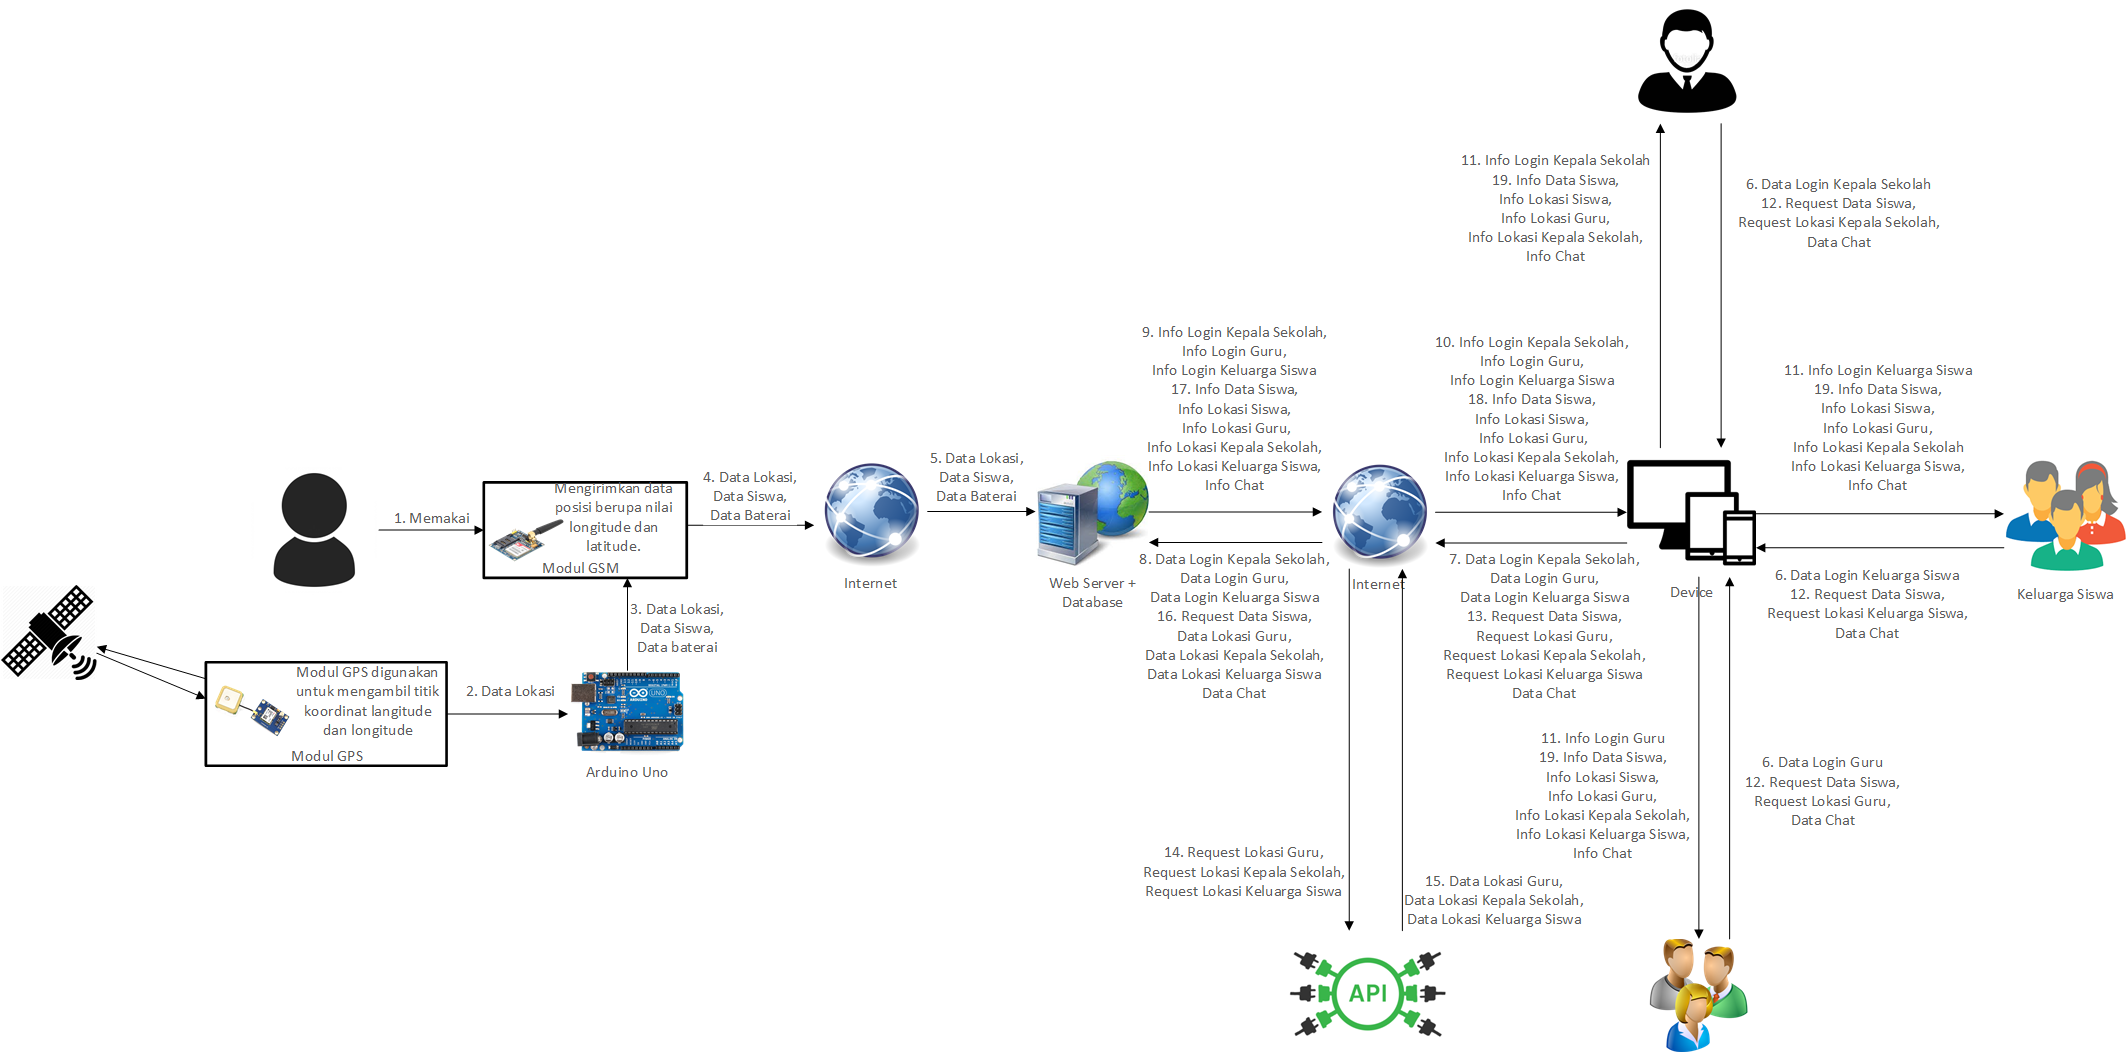 11. Info Login Kepala Sekolah
19. Info Data Siswa,
Info Lokasi Siswa,
Info Lokasi Guru,
Info Lokasi Kepala Sekolah,
Info Chat
6. Data Login Kepala Sekolah
12. Request Data Siswa,
Request Lokasi Kepala Sekolah,
Data Chat
9. Info Login Kepala Sekolah,
Info Login Guru,
Info Login Keluarga Siswa
17. Info Data Siswa,
Info Lokasi Siswa,
Info Lokasi Guru,
Info Lokasi Kepala Sekolah,
Info Lokasi Keluarga Siswa,
Info Chat
10. Info Login Kepala Sekolah,
Info Login Guru,
Info Login Keluarga Siswa
18. Info Data Siswa,
Info Lokasi Siswa,
Info Lokasi Guru,
Info Lokasi Kepala Sekolah,
Info Lokasi Keluarga Siswa,
Info Chat
11. Info Login Keluarga Siswa
19. Info Data Siswa,
Info Lokasi Siswa,
Info Lokasi Guru,
Info Lokasi Kepala Sekolah
Info Lokasi Keluarga Siswa,
Info Chat
1. Memakai
Mengirimkan data
posisi berupa nilai
longitude dan
latitude.
Modul GSM
4. Data Lokasi,
Data Siswa,
Data Baterai
Internet
5. Data Lokasi,
Data Siswa,
Data Baterai
Web Server +
Database
8. Data Login Kepala Sekolah,
Data Login Guru,
Data Login Keluarga Siswa
16. Request Data Siswa,
Data Lokasi Guru,
Data Lokasi Kepala Sekolah,
Data Lokasi Keluarga Siswa
Data Chat
Internet
7. Data Login Kepala Sekolah,
Data Login Guru,
Data Login Keluarga Siswa
13. Request Data Siswa,
Request Lokasi Guru,
Request Lokasi Kepala Sekolah,
Request Lokasi Keluarga Siswa
Data Chat
Device
6. Data Login Keluarga Siswa
12. Request Data Siswa,
Request Lokasi Keluarga Siswa,
Data Chat
Keluarga Siswa
3. Data Lokasi,
Data Siswa,
Data baterai
Modul GPS digunakan
untuk mengambil titik
koordinat langitude
dan longitude
Modul GPS
2. Data Lokasi
UNO
Arduino Uno
11. Info Login Guru
19. Info Data Siswa,
Info Lokasi Siswa,
Info Lokasi Guru,
Info Lokasi Kepala Sekolah,
Info Lokasi Keluarga Siswa,
Info Chat
6. Data Login Guru
12. Request Data Siswa,
Request Lokasi Guru,
Data Chat
14. Request Lokasi Guru,
Request Lokasi Kepala Sekolah,
Request Lokasi Keluarga Siswa
15. Data Lokasi Guru,
Data Lokasi Kepala Sekolah,
Data Lokasi Keluarga Siswa
API